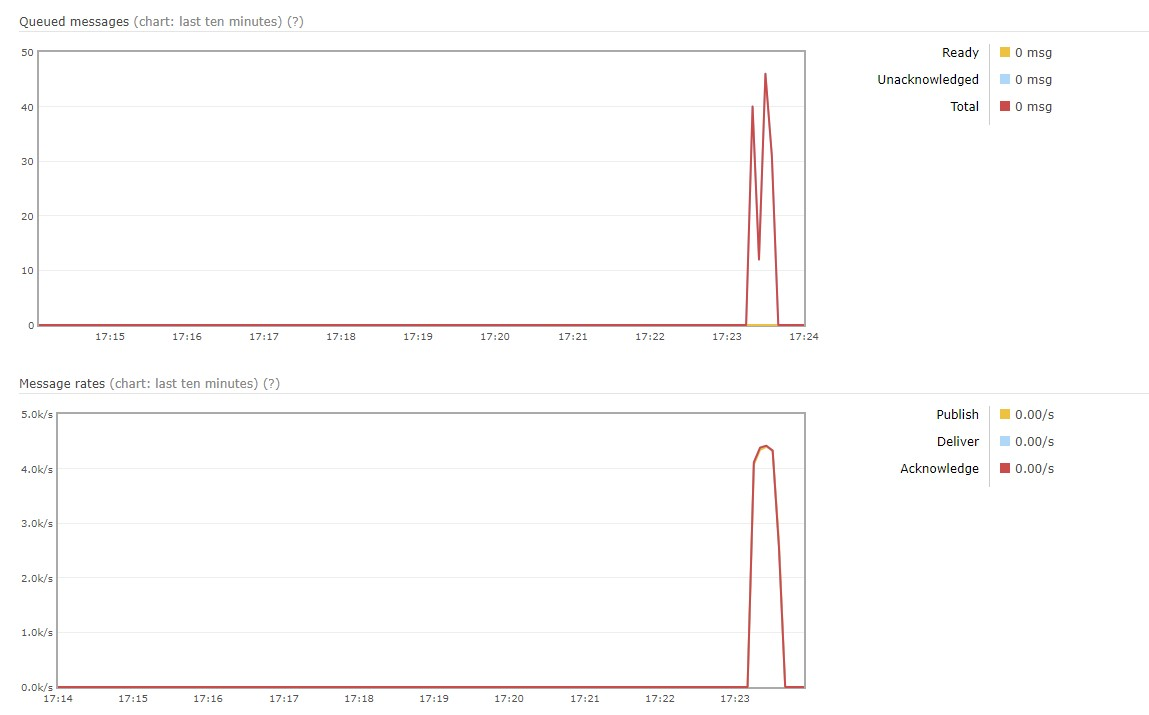 Queued messages (chart: last ten minutes) (?)
50
40
30
20
10
0
17:15 17:16 17:17 17:18 17:19 17:20 17:21 17:22 17:23 17:24
Ready 0 msg
Unacknowledged 0 msg
Total 0 msg
Message rates (chart: last ten minutes) (?)
5.0k/s
4.0k/s
3.0k/s
2.0k/s
1.0k/s
0.0k/s
17:14 17:15 17:16 17:17 17:18 17:19 17:20 17:21 17:22 17:23
Publish 0.00/s
Deliver 0.00/s
Acknowledge 0.00/s